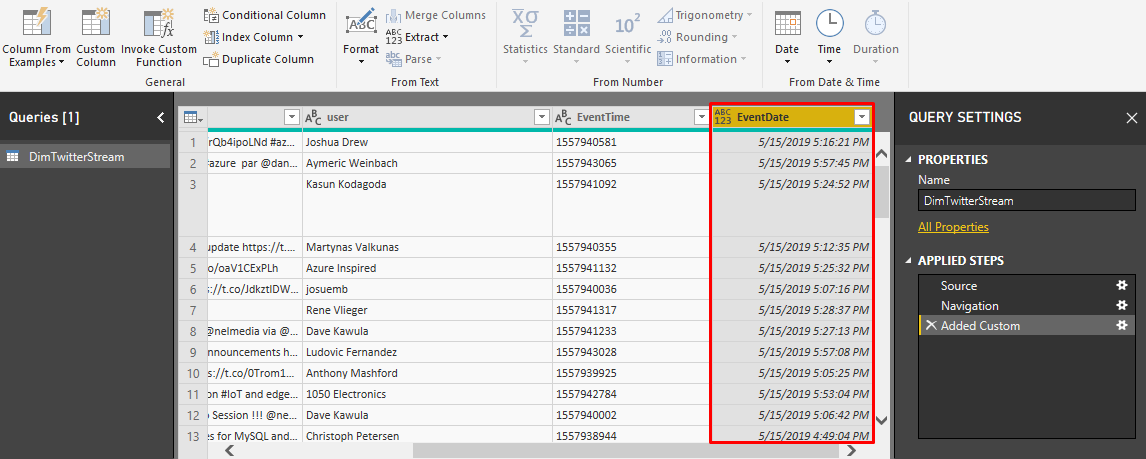 Column From
Examples
Custom
Column
Invoke Custom
Function
Conditional Column
Index Column
Duplicate Column
General
ABC
Format
Merge Columns
ABC
123
Extract
Parse
From Text
XΣ
Statistics
Standard
10²
Scientific
Trigonometry
.00
Rounding
Information
From Number
Date
Time
Duration
From Date & Time
Queries [1]
DimTwitterStream
user
EventTime
ABC
123
EventDate
1 rQb4ipoLNd #az... Joshua Drew 1557940581 5/15/2019 5:16:21 PM
2 #azure par @dan... Aymeric Weinbach 1557943065 5/15/2019 5:57:45 PM
3 Kasun Kodagoda 1557941092 5/15/2019 5:24:52 PM
4 update https://t.... Martynas Valkunas 1557940355 5/15/2019 5:12:35 PM
5 co/oaV1CExPLh Azure Inspired 1557941132 5/15/2019 5:25:32 PM
6 s://t.co/JdkztIDW... josuemb 1557940036 5/15/2019 5:07:16 PM
7 Rene Vlieger 1557941317 5/15/2019 5:28:37 PM
8 @nelmedia via @... Dave Kawula 1557941233 5/15/2019 5:27:13 PM
9 nnouncements h... Ludovic Fernandez 1557943028 5/15/2019 5:57:08 PM
10 ps://t.co/0Trom1... Anthony Mashford 1557939925 5/15/2019 5:05:25 PM
11 on #IoT and edge... 1050 Electronics 1557942784 5/15/2019 5:53:04 PM
12 Session !!! @ne... Dave Kawula 1557940002 5/15/2019 5:06:42 PM
13 es for MySQL and... Christoph Petersen 1557938944 5/15/2019 4:49:04 PM
QUERY SETTINGS
PROPERTIES
Name
DimTwitterStream
All Properties
APPLIED STEPS
Source
Navigation
Added Custom